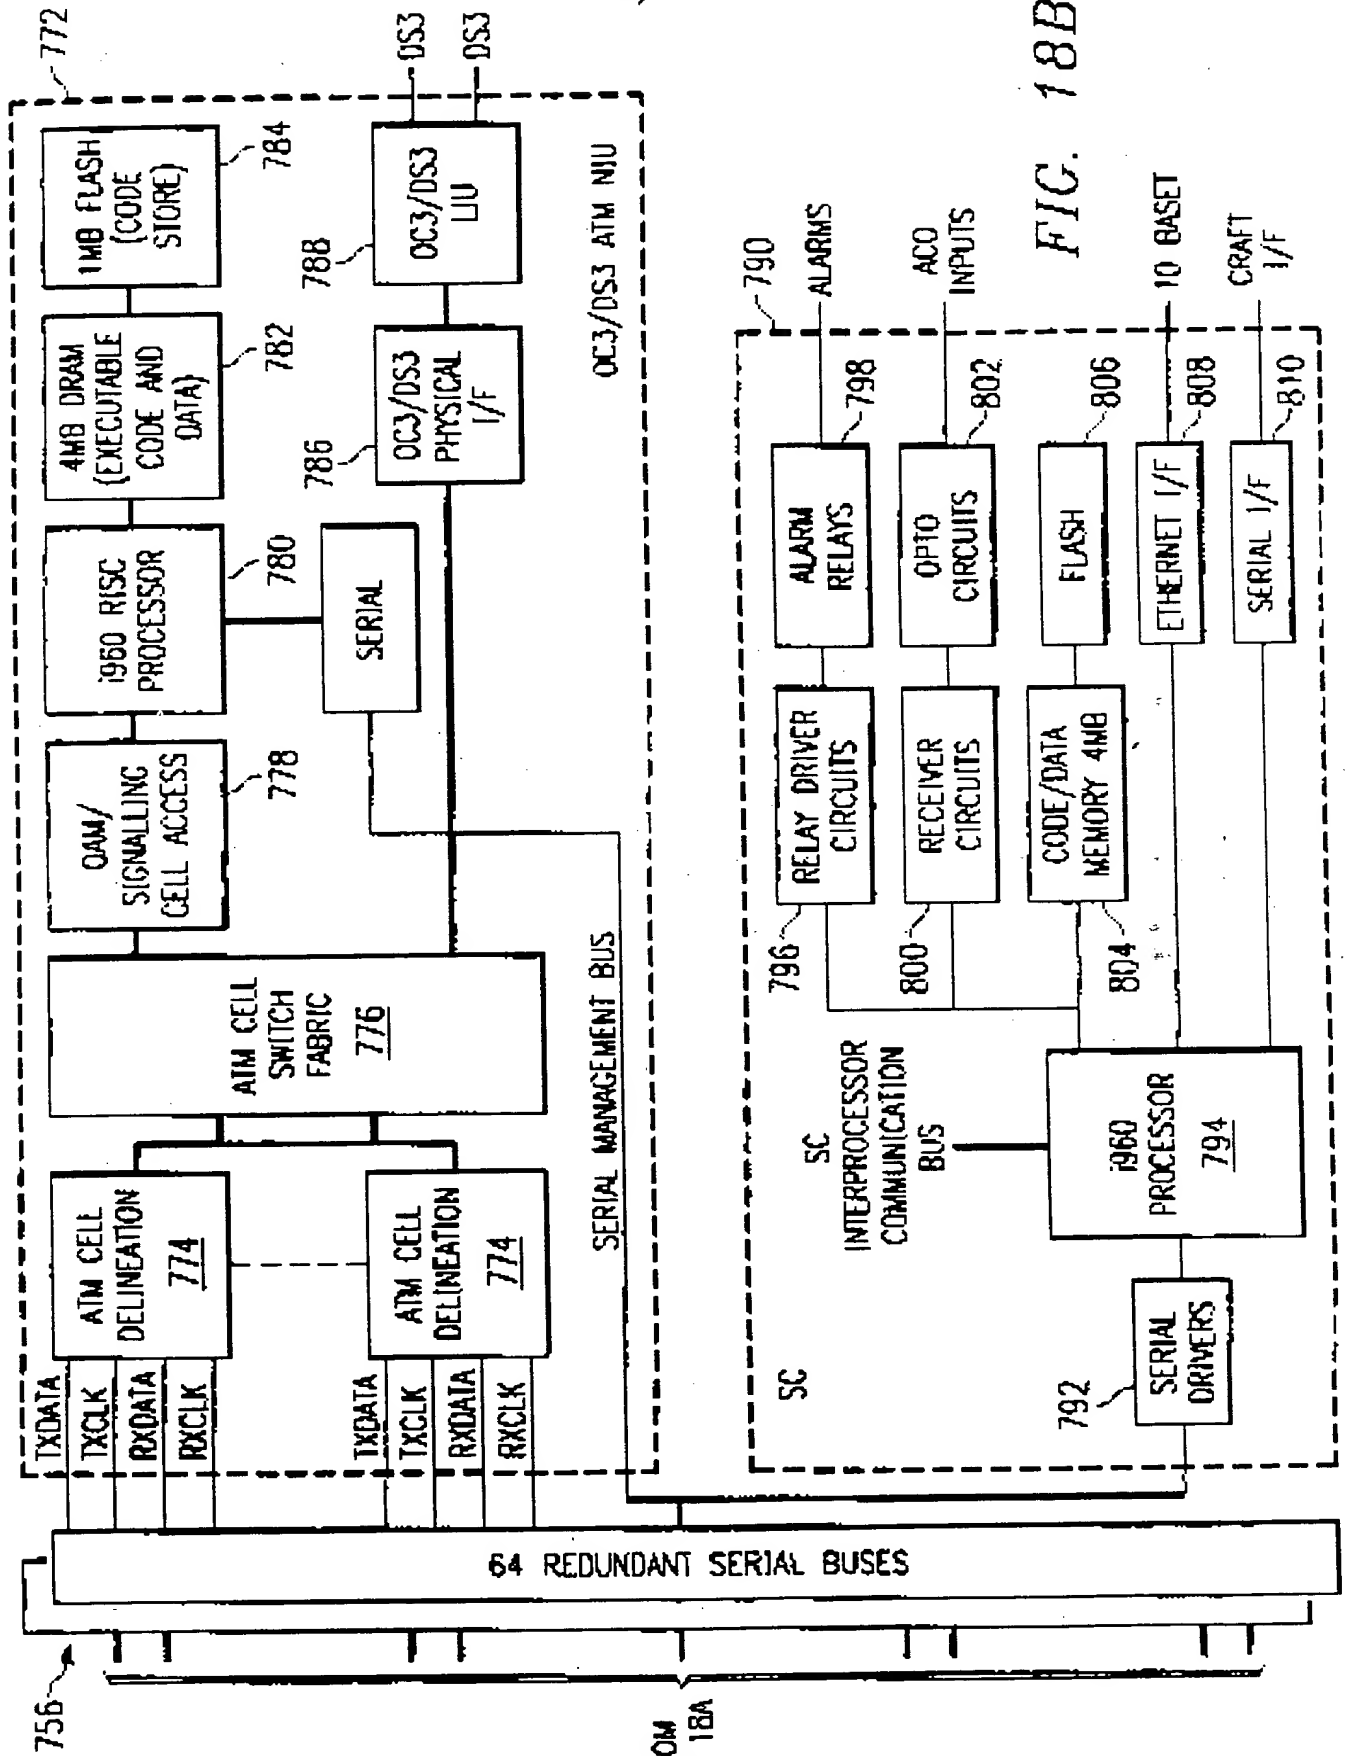 772
1MB FLASH
(CODE
STORE)
784
4MB DRAM
(EXECUTABLE
CODE AND
DATA)
782
i960 RISC
PROCESSOR
780
OAM/
SIGNALLING
CELL ACCESS
778
SERIAL
DS3
DS3
OC3/DS3
LIU
788
OC3/DS3
PHYSICAL
I/F
786
OC3/DS3 ATM NIU
ATM CELL
SWITCH
FABRIC
776
ATM CELL
DELINEATION
774
ATM CELL
DELINEATION
774
TXDATA
TXCLK
RXDATA
RXCLK
TXDATA
TXCLK
RXDATA
RXCLK
SERIAL MANAGEMENT BUS
64 REDUNDANT SERIAL BUSES
756
18A
790
ALARMS
ACO
INPUTS
10 BASET
CRAFT
I/F
ALARM
RELAYS
798
OPTO
CIRCUITS
802
FLASH
806
ETHERNET I/F
808
SERIAL I/F
810
RELAY DRIVER
CIRCUITS
796
RECEIVER
CIRCUITS
800
CODE/DATA
MEMORY 4MB
804
SC
INTERPROCESSOR
COMMUNICATION
BUS
i960
PROCESSOR
794
SC
SERIAL
DRIVERS
792
FIG. 18B